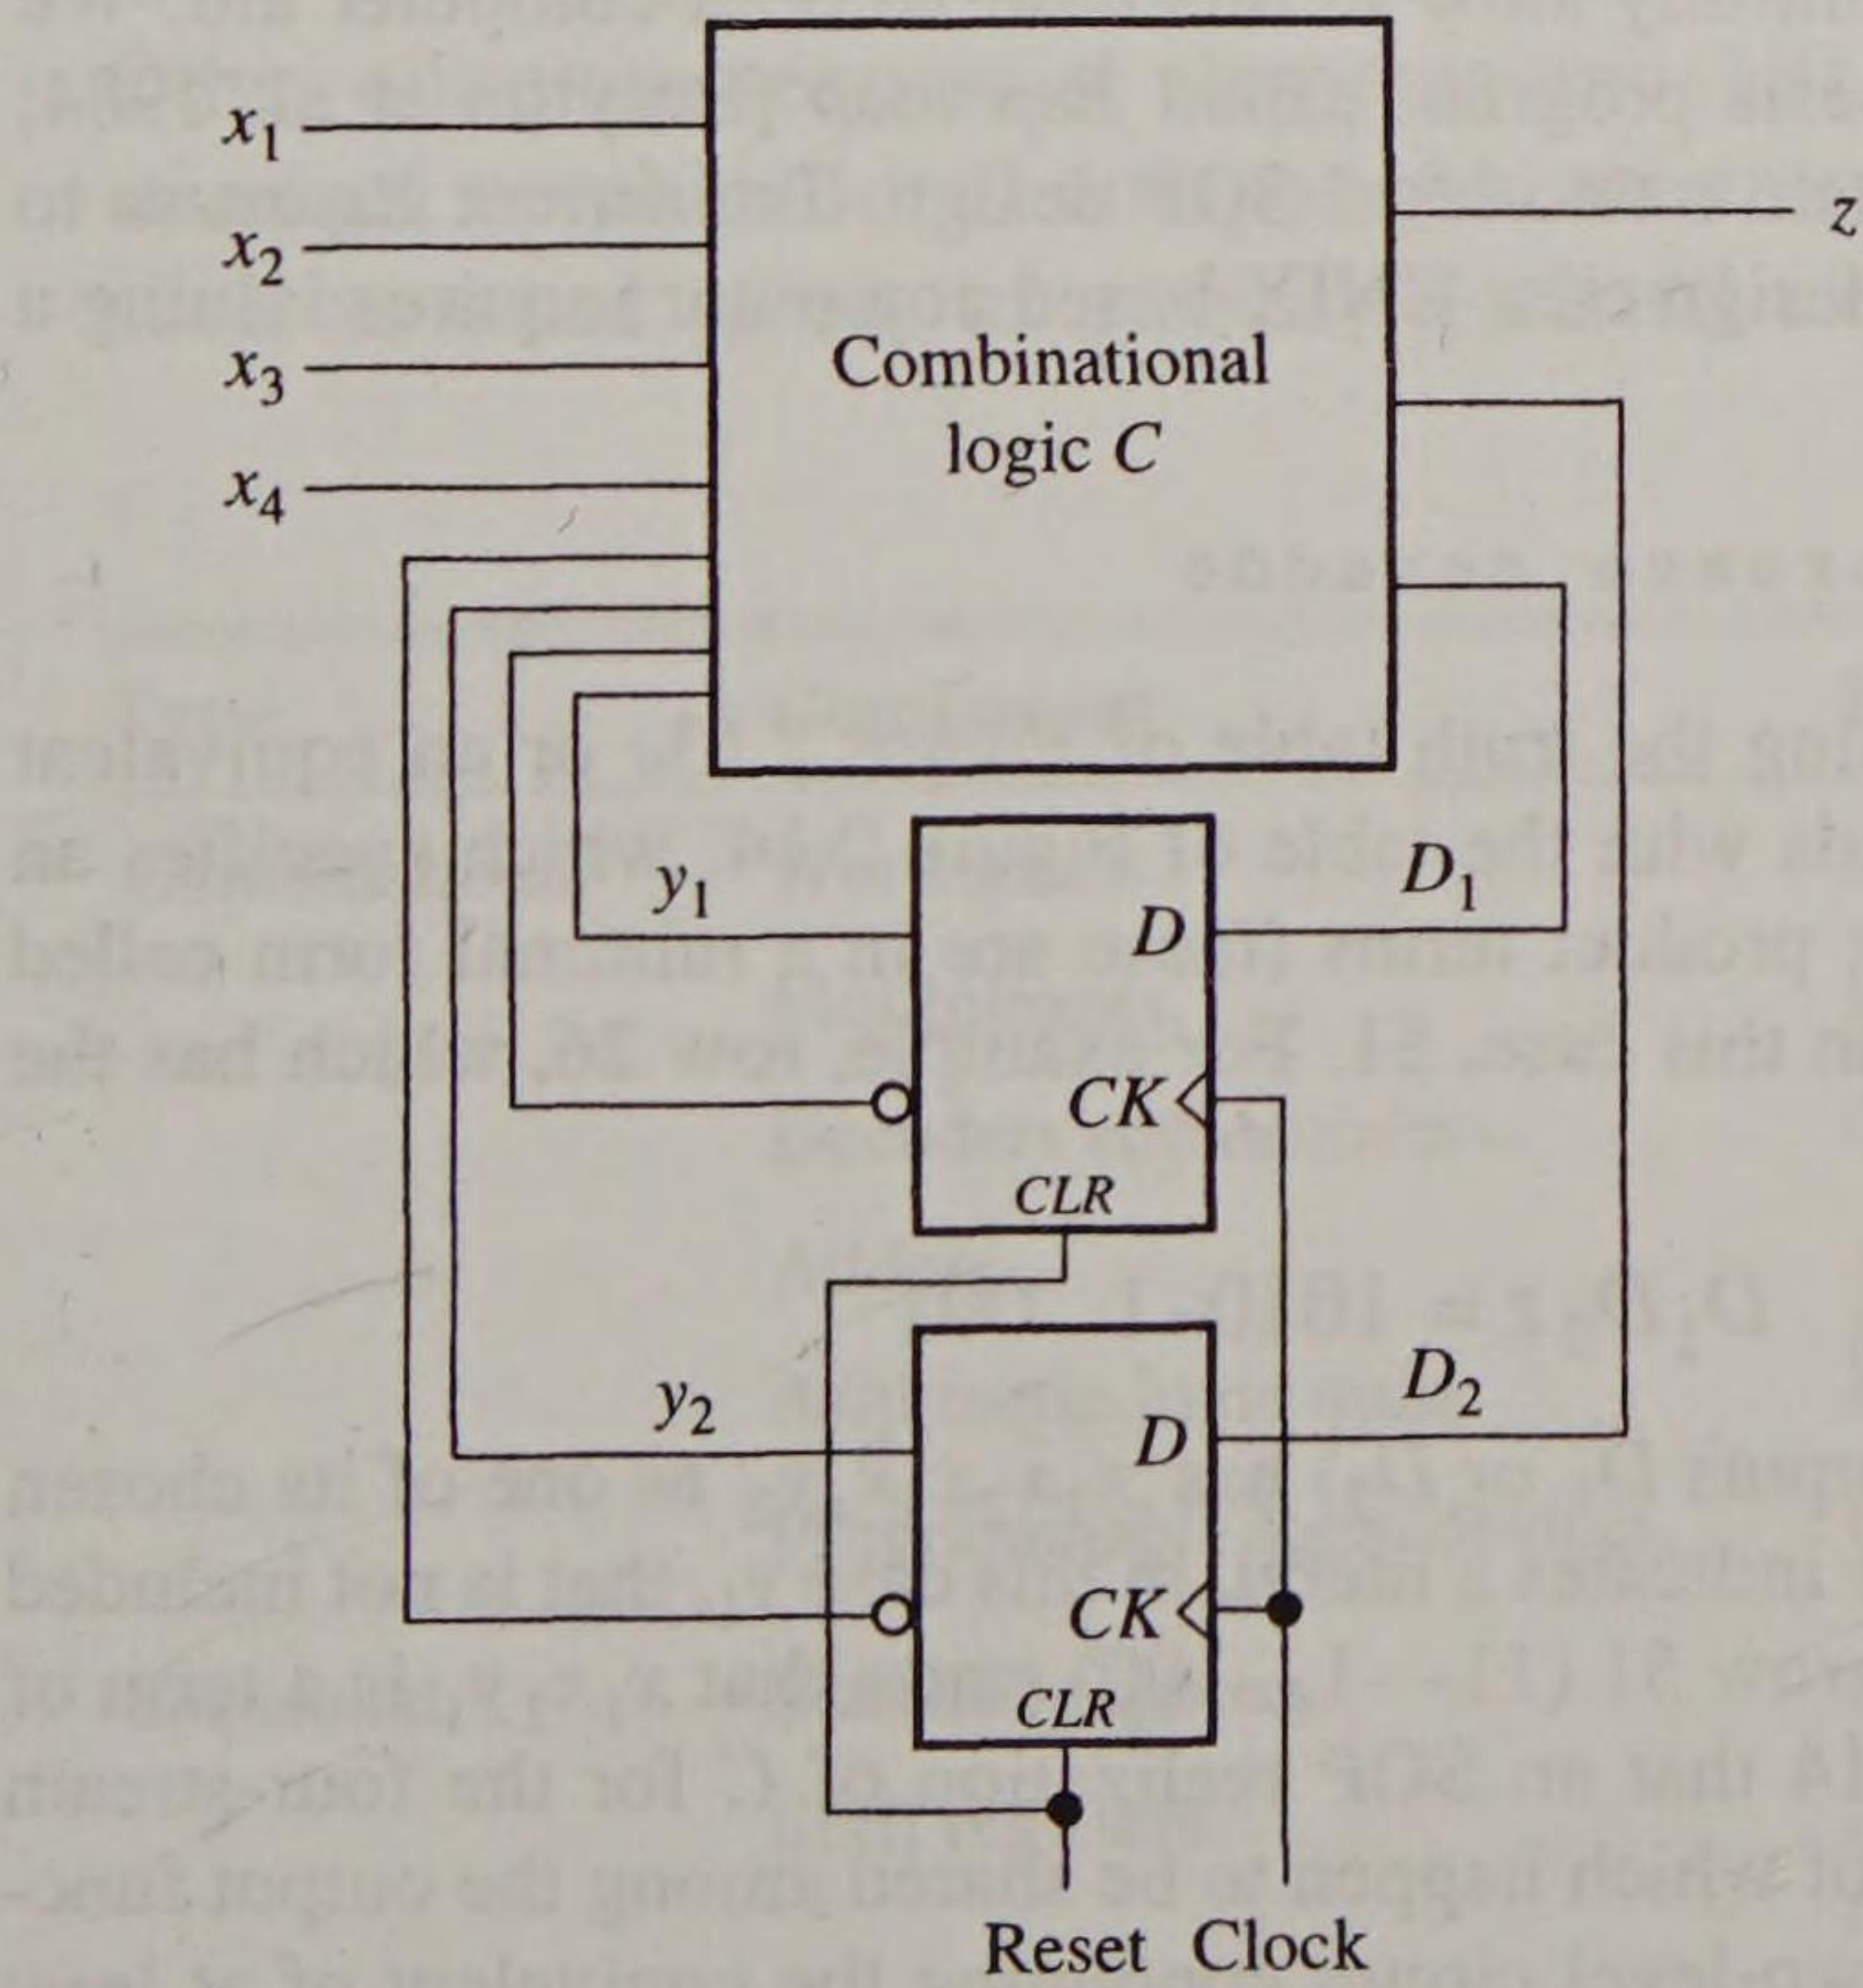 x1
z
x2
x3
Combinational
logic C
x4
y1
D1
D
CK
CLR
y2
D2
D
CK
CLR
Reset Clock